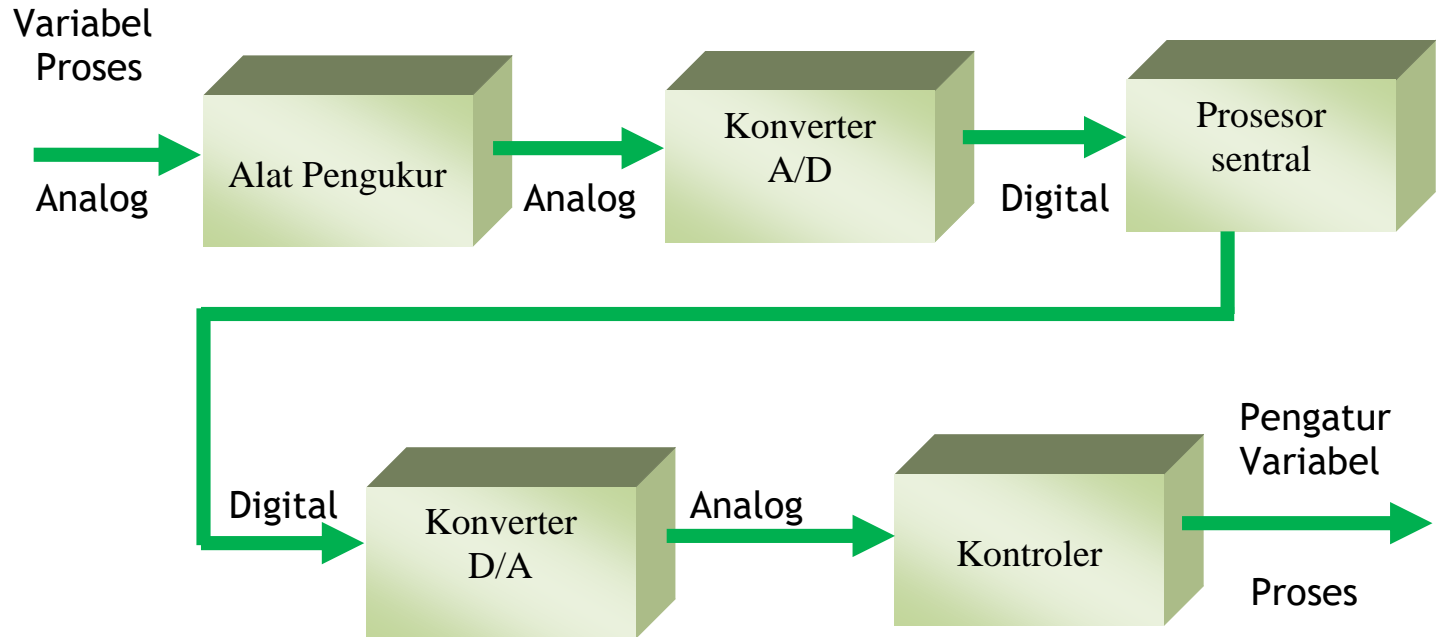 Variabel
Proses
Analog
Alat Pengukur
Analog
Konverter
A/D
Digital
Prosesor
sentral
Digital
Konverter
D/A
Analog
Kontroler
Pengatur
Variabel
Proses